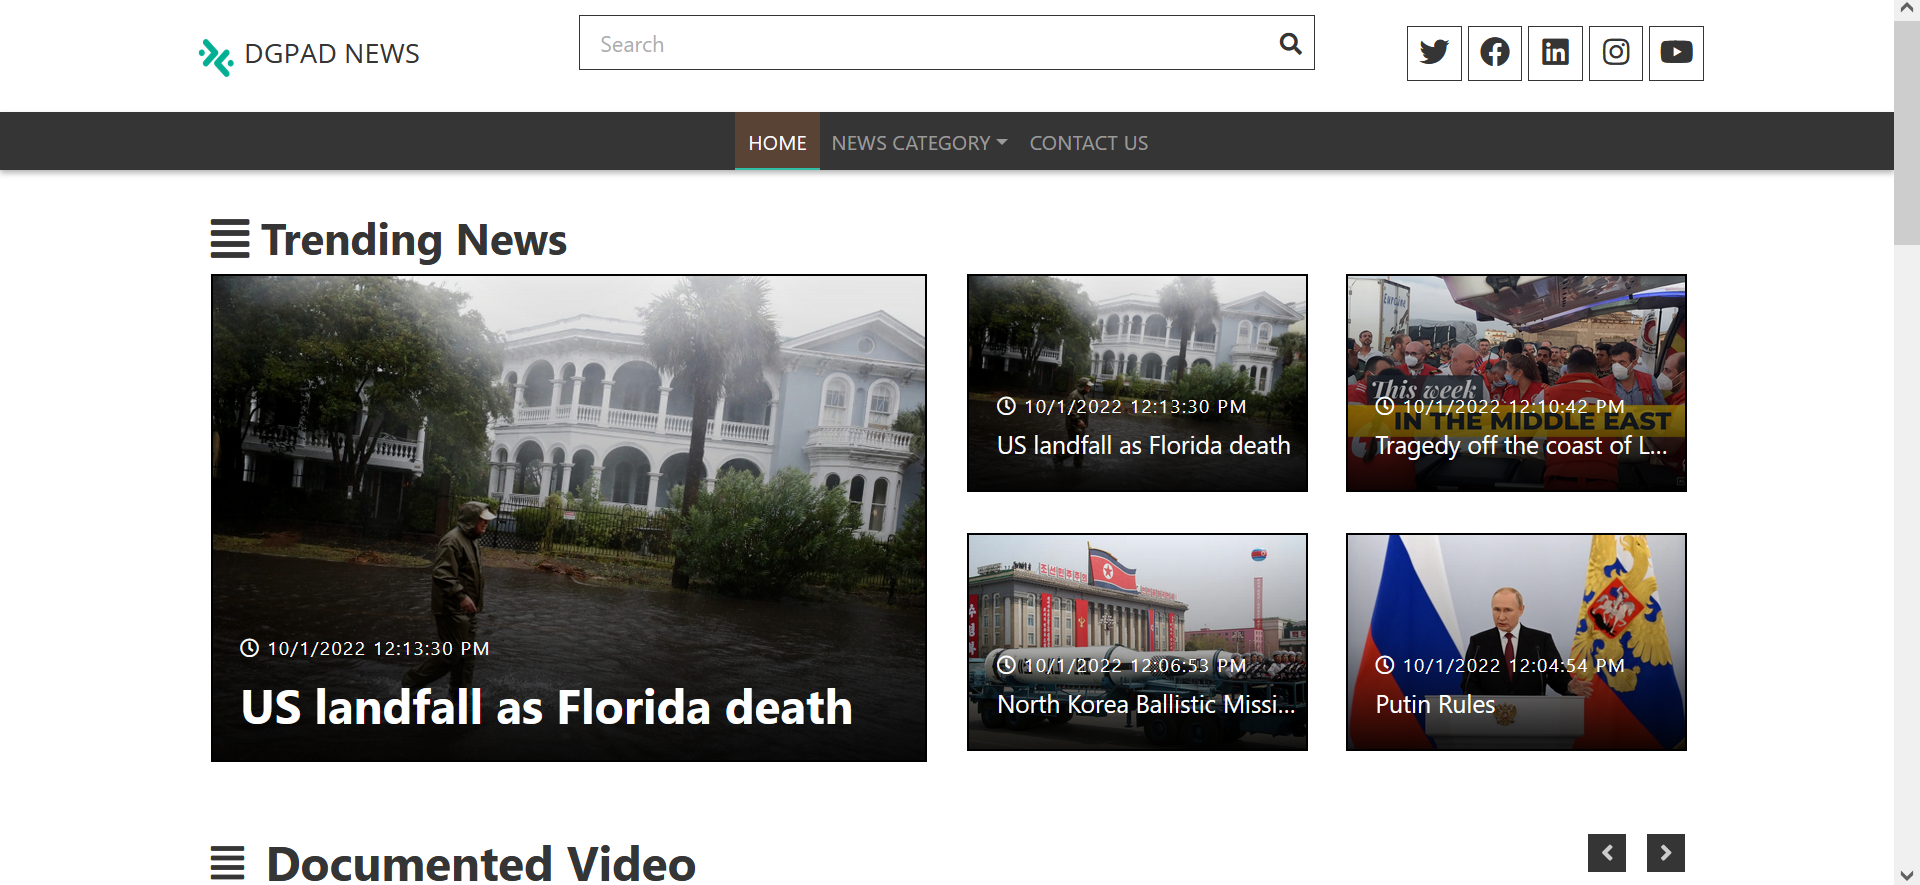 DGPAD NEWS
Search
HOME
NEWS CATEGORY
CONTACT US
Trending News
10/1/2022 12:13:30 PM
US landfall as Florida death
10/1/2022 12:13:30 PM
US landfall as Florida death
Euroline
This week
10/1/2022 12:10:42 PM
IN THE MIDDLE EAST
Tragedy off the coast of L...
10/1/2022 12:06:53 PM
North Korea Ballistic Missi...
10/1/2022 12:04:54 PM
Putin Rules
Documented Video